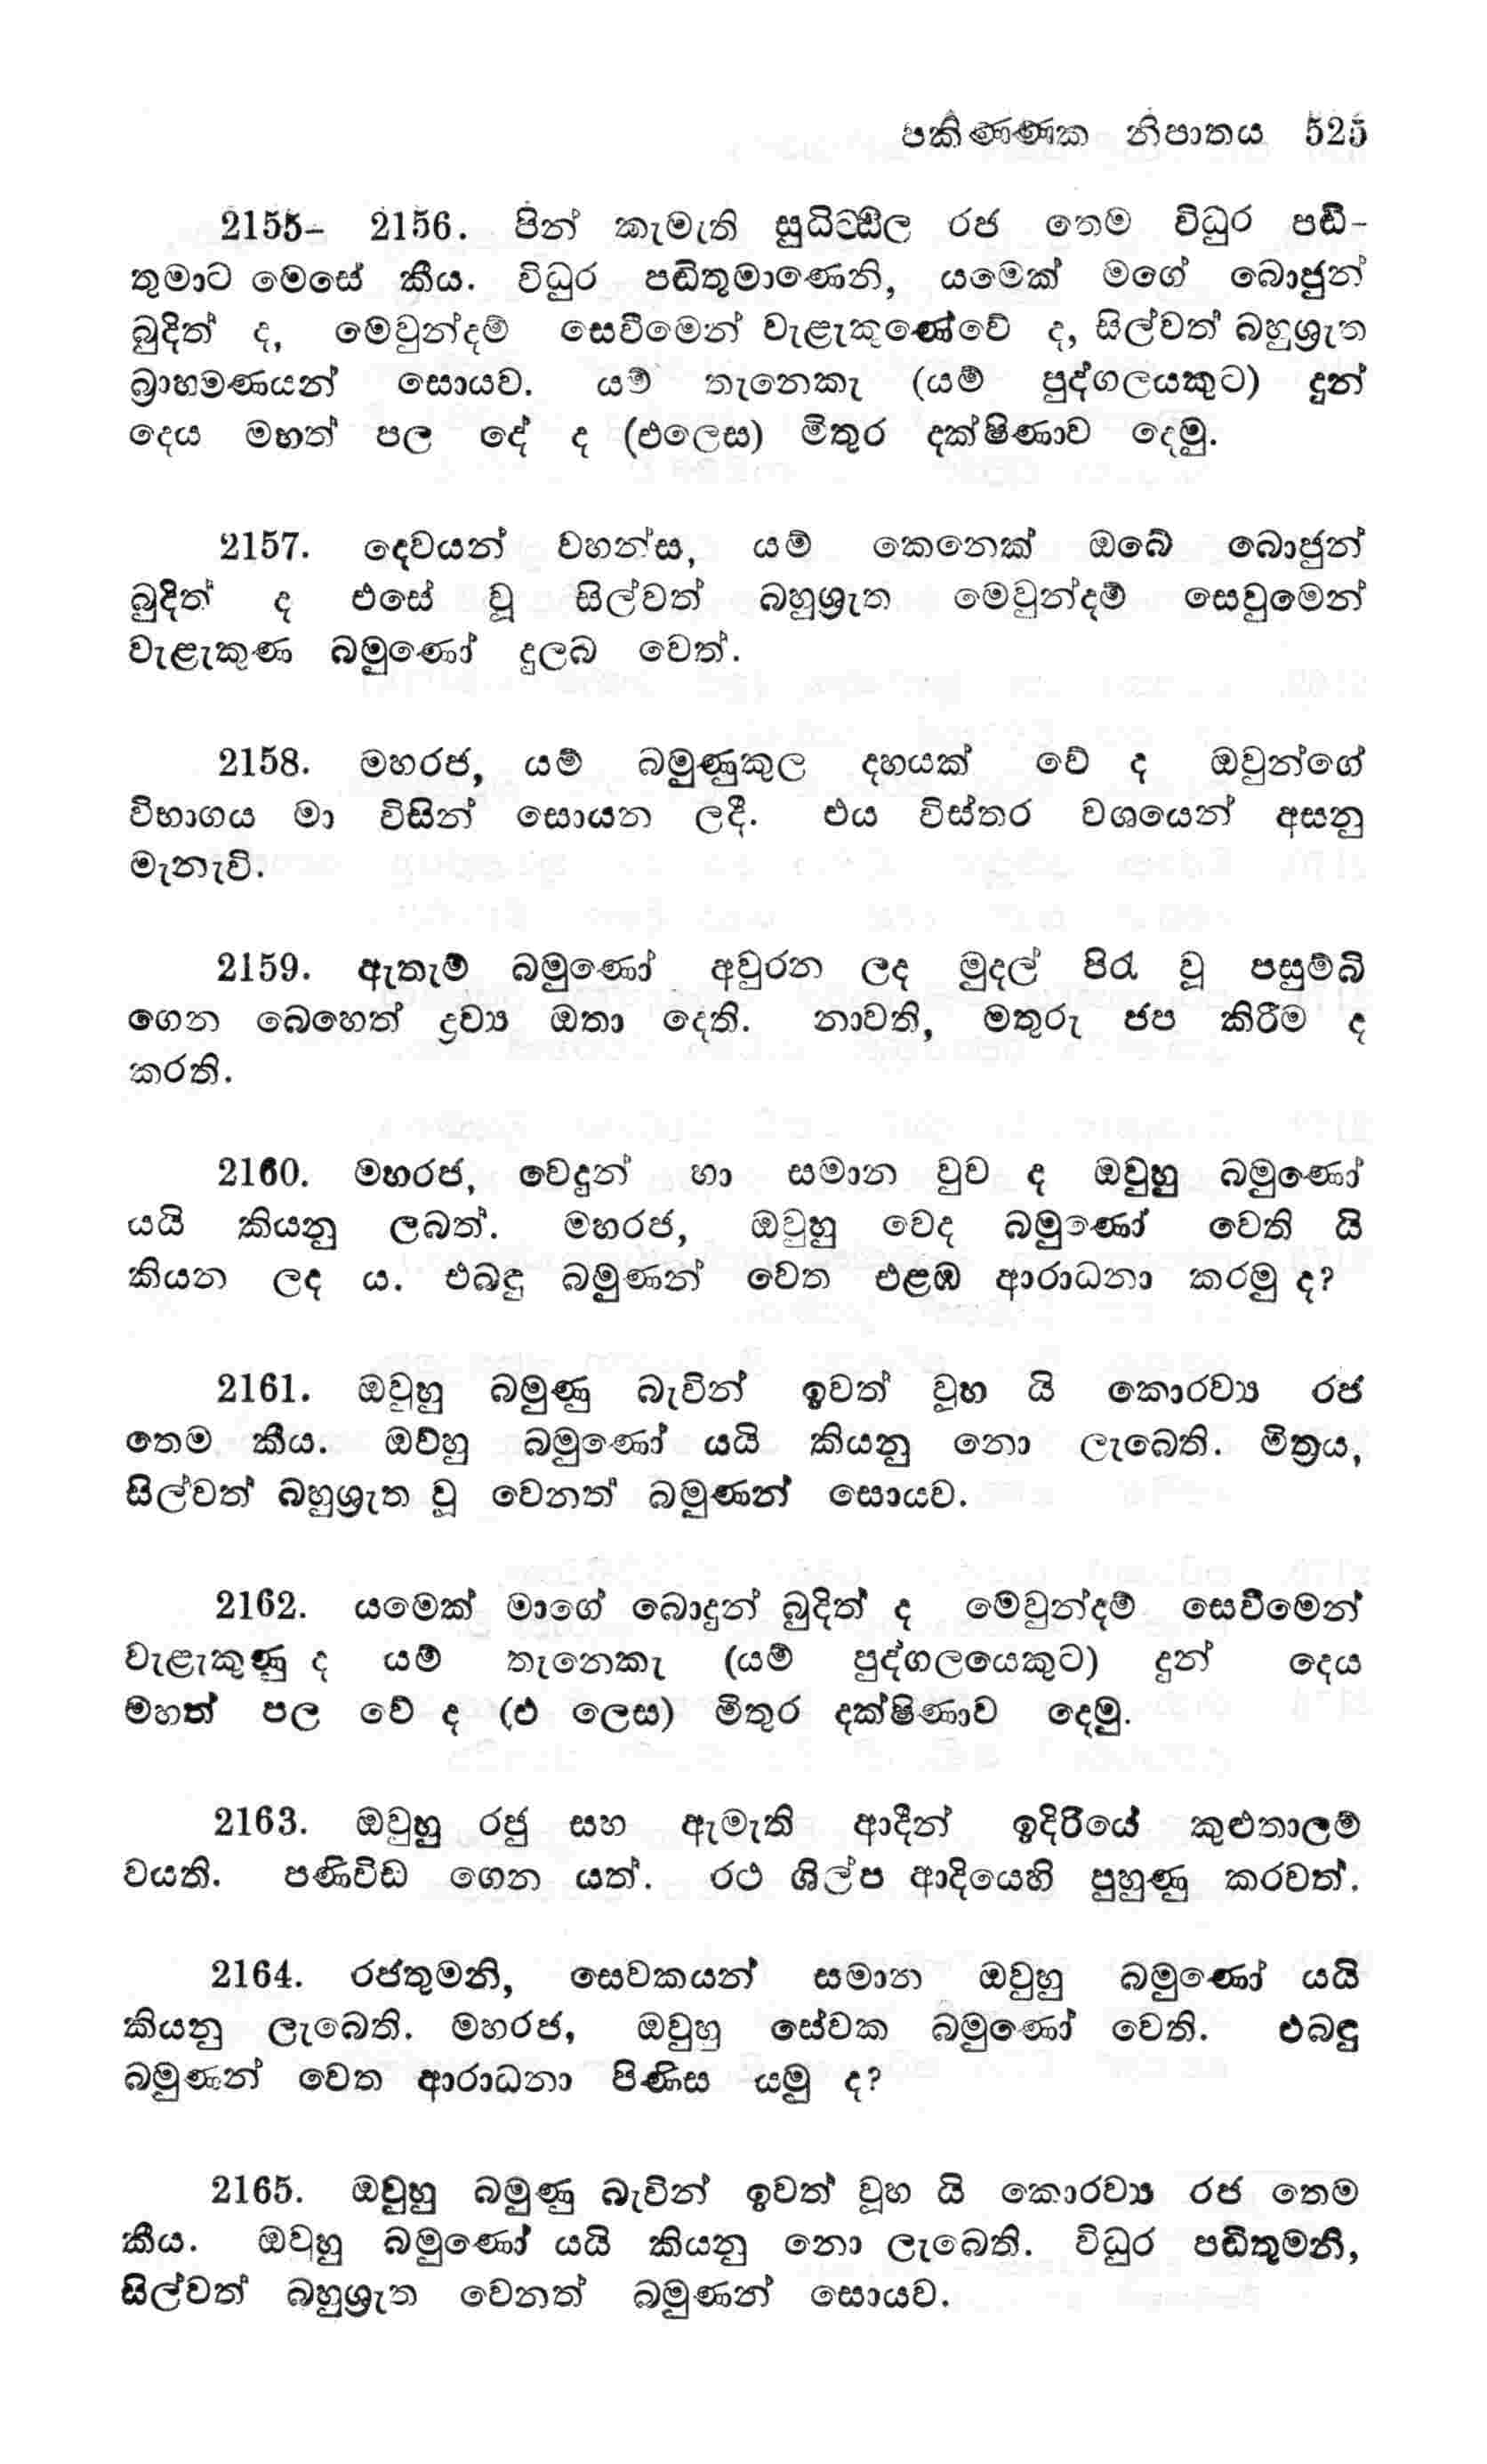 පකිණ්ණක නිපාතය 525
2155- 2156. පින් කැමැති සුධිට්ඨිල රජ තෙම විධුර පඬි-
තුමාට මෙසේ කීය. විධුර පඬිතුමාණෙනි, යමෙක් මගේ බොජුන්
බුදිත් ද, මෙවුන්දම් සෙවීමෙන් වැළැකුණේවේ ද, සිල්වත් බහුශ්‍රැත
බ්‍රාහමණයන් සොයව. යම් තැනෙකැ (යම් පුද්ගලයකුට) දුන්
දෙය මහත් පල දේ ද (එලෙස) මිතුර දක්ෂිණාව දෙමු.
2157. දෙවයන් වහන්ස, යම් කෙනෙක් ඔබේ බොජුන්
බුදිත් ද එසේ වූ සිල්වත් බහුශ්‍රැත මෙවුන්දම් සෙවුමෙන්
වැළැකුණ බමුණෝ දුලබ වෙත්.
2158. මහරජ, යම් බමුණුකුල දහයක් වේ ද ඔවුන්ගේ
විභාගය මා විසින් සොයන ලදී. එය විස්තර වශයෙන් අසනු
මැනැවි.
2159. ඇතැම් බමුණෝ අවුරන ලද මුදල් පිරැ වූ පසුම්බි
ගෙන බෙහෙත් ද්‍රව්‍ය ඔතා දෙති. නාවති, මතුරු ජප කිරීම ද
කරති.
2160. මහරජ, වෙදුන් හා සමාන වුව ද ඔවුහු බමුණෝ
යයි කියනු ලබත්. මහරජ, ඔවුහු වෙද බමුණෝ වෙති යි
කියන ලද ය. එබඳු බමුණන් වෙත එළඹ ආරාධනා කරමු ද?
2161. ඔවුහු බමුණු බැවින් ඉවත් වූහ යි කොරව්‍ය රජ
තෙම කීය. ඔව්හු බමුණෝ යයි කියනු නො ලැබෙති. මිත්‍රය,
සිල්වත් බහුශ්‍රැත වූ වෙනත් බමුණන් සොයව.
2162. යමෙක් මාගේ බොදුන් බුදිත් ද මෙවුන්දම් සෙවීමෙන්
වැළැකුණු ද යම් තැනෙකැ (යම් පුද්ගලයෙකුට) දුන් දෙය
මහත් පල වේ ද (එ ලෙස) මිතුර දක්ෂිණාව දෙමු.
2163. ඔවුහු රජු සහ ඇමැති ආදීන් ඉදිරියේ කුළුතාලම්
වයති. පණිවිඩ ගෙන යත්. රථ ශිල්ප ආදියෙහි පුහුණු කරවත්.
2164. රජතුමනි, සෙවකයන් සමාන ඔවුහු බමුණෝ යයි
කියනු ලැබෙති. මහරජ, ඔවුහු සේවක බමුණෝ වෙති. එබඳු
බමුණන් වෙත ආරාධනා පිණිස යමු ද?
2165. ඔවුහු බමුණු බැවින් ඉවත් වූහ යි කොරව්‍ය රජ තෙම
කීය. ඔවුහු බමුණෝ යයි කියනු නො ලැබෙති. විධුර පඬිතුමනි,
සිල්වත් බහුශ්‍රැත වෙනත් බමුණන් සොයව.